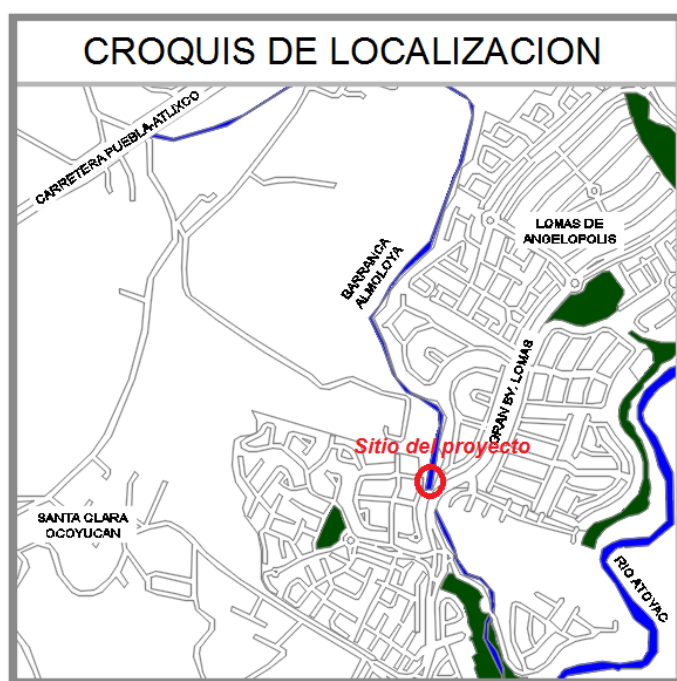 CROQUIS DE LOCALIZACION
CARRETERA PUEBLA-ATLIXCO
LOMAS DE
ANGELOPOLIS
BARRANCA
ALMOLOYA
GRAN BV. LOMAS
Sitio del proyecto
SANTA CLARA
OCOYUCAN
RIO ATOYAC